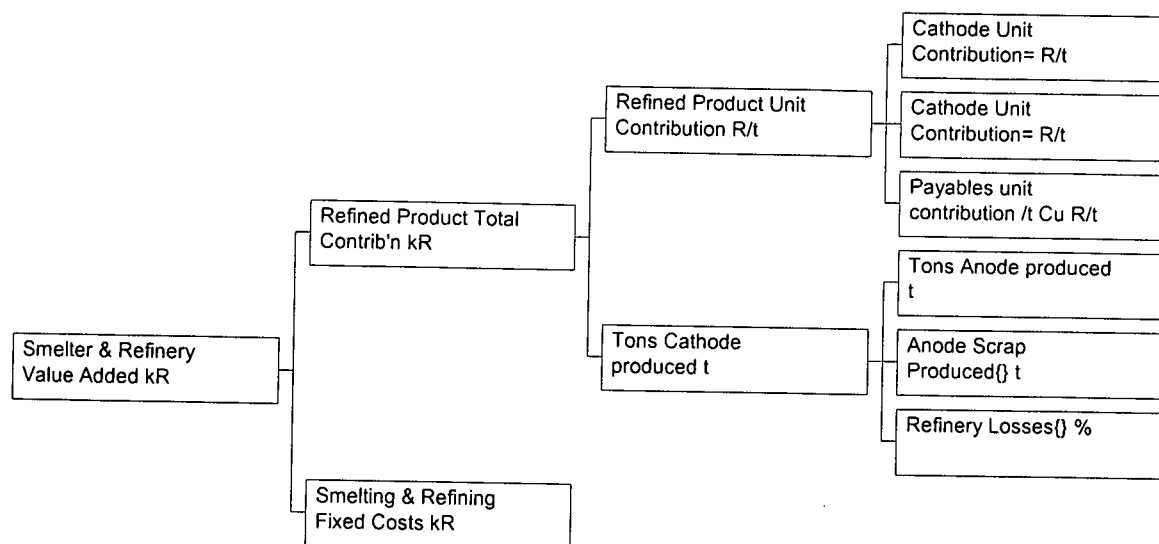 Cathode Unit
Contribution= R/t
Refined Product Unit
Contribution R/t
Cathode Unit
Contribution= R/t
Payables unit
contribution /t Cu R/t
Refined Product Total
Contrib'n kR
Tons Anode produced
t
Smelter & Refinery
Value Added kR
Tons Cathode
produced t
Anode Scrap
Produced{} t
Refinery Losses{} %
Smelting & Refining
Fixed Costs kR